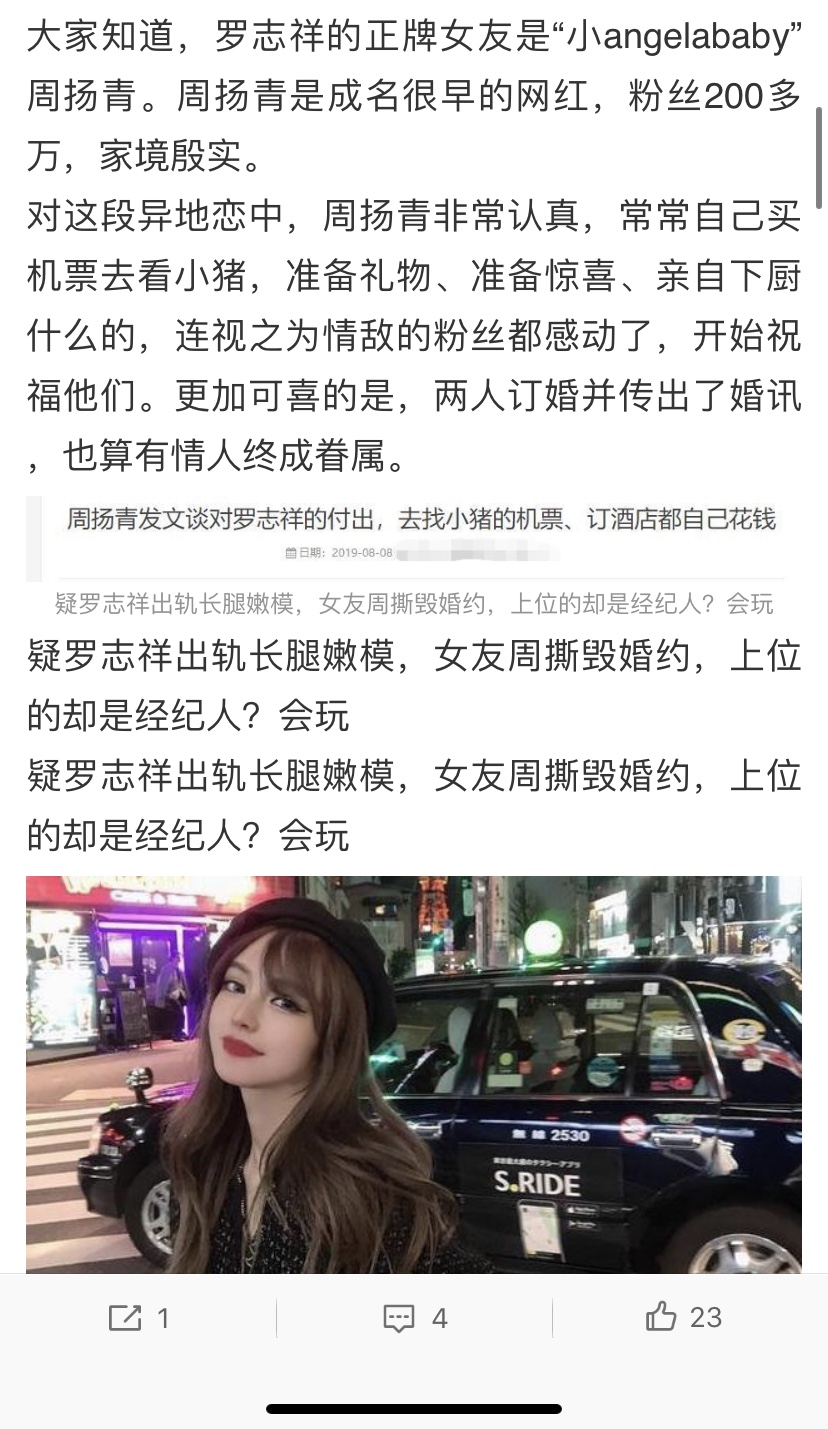 大家知道，罗志祥的正牌女友是“小angelababy”
周扬青。周扬青是成名很早的网红，粉丝200多
万，家境殷实。
对这段异地恋中，周扬青非常认真，常常自己买
机票去看小猪，准备礼物、准备惊喜、亲自下厨
什么的，连视之为情敌的粉丝都感动了，开始祝
福他们。更加可喜的是，两人订婚并传出了婚讯
，也算有情人终成眷属。
周扬青发文谈对罗志祥的付出，去找小猪的机票、订酒店都自己花钱
日期：2019-08-08
疑罗志祥出轨长腿嫩模，女友周撕毁婚约，上位的却是经纪人？会玩
疑罗志祥出轨长腿嫩模，女友周撕毁婚约，上位
的却是经纪人？会玩
疑罗志祥出轨长腿嫩模，女友周撕毁婚约，上位
的却是经纪人？会玩
無線 2530
S.RIDE
1
4
23